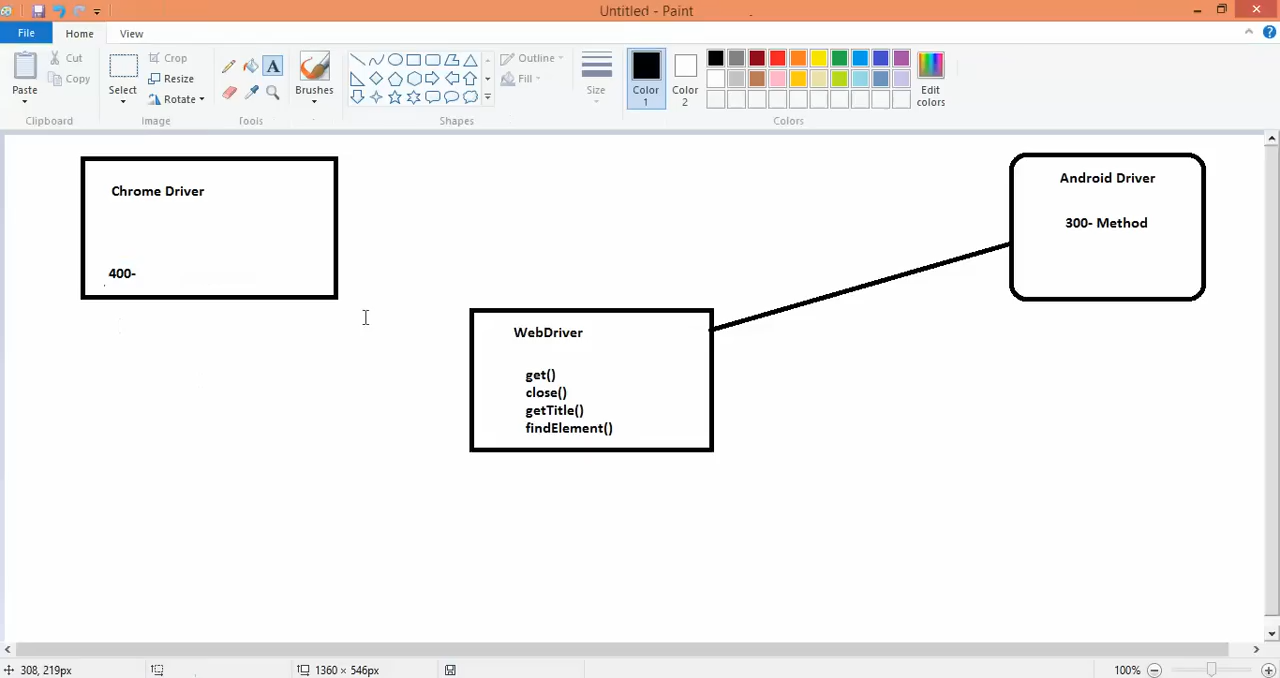 Untitled - Paint
File
Home
View
Paste
Cut
Copy
Clipboard
Select
Crop
Resize
Rotate
Image
A
Tools
Brushes
Shapes
Outline
Fill
Size
Color
1
Color
2
Edit
colors
Colors
Chrome Driver
400-
WebDriver
get()
close()
getTitle()
findElement()
Android Driver
300- Method
308, 219px
1360 × 546px
100%